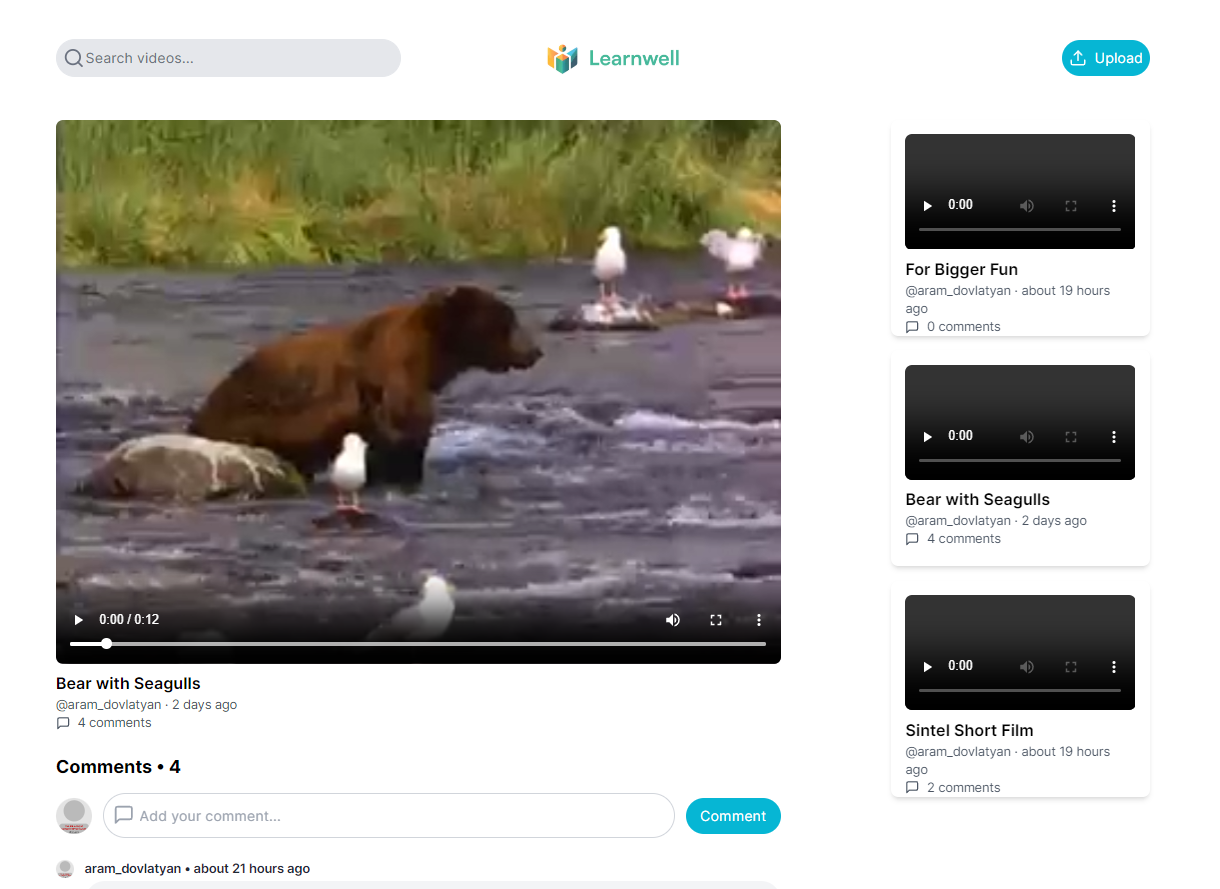 Search videos...
Learnwell
Upload
0:00 / 0:12
Bear with Seagulls
@aram_dovlatyan · 2 days ago
4 comments
Comments • 4
Add your comment...
Comment
aram_dovlatyan • about 21 hours ago
0:00
For Bigger Fun
@aram_dovlatyan · about 19 hours
ago
0 comments
0:00
Bear with Seagulls
@aram_dovlatyan · 2 days ago
4 comments
0:00
Sintel Short Film
@aram_dovlatyan · about 19 hours
ago
2 comments